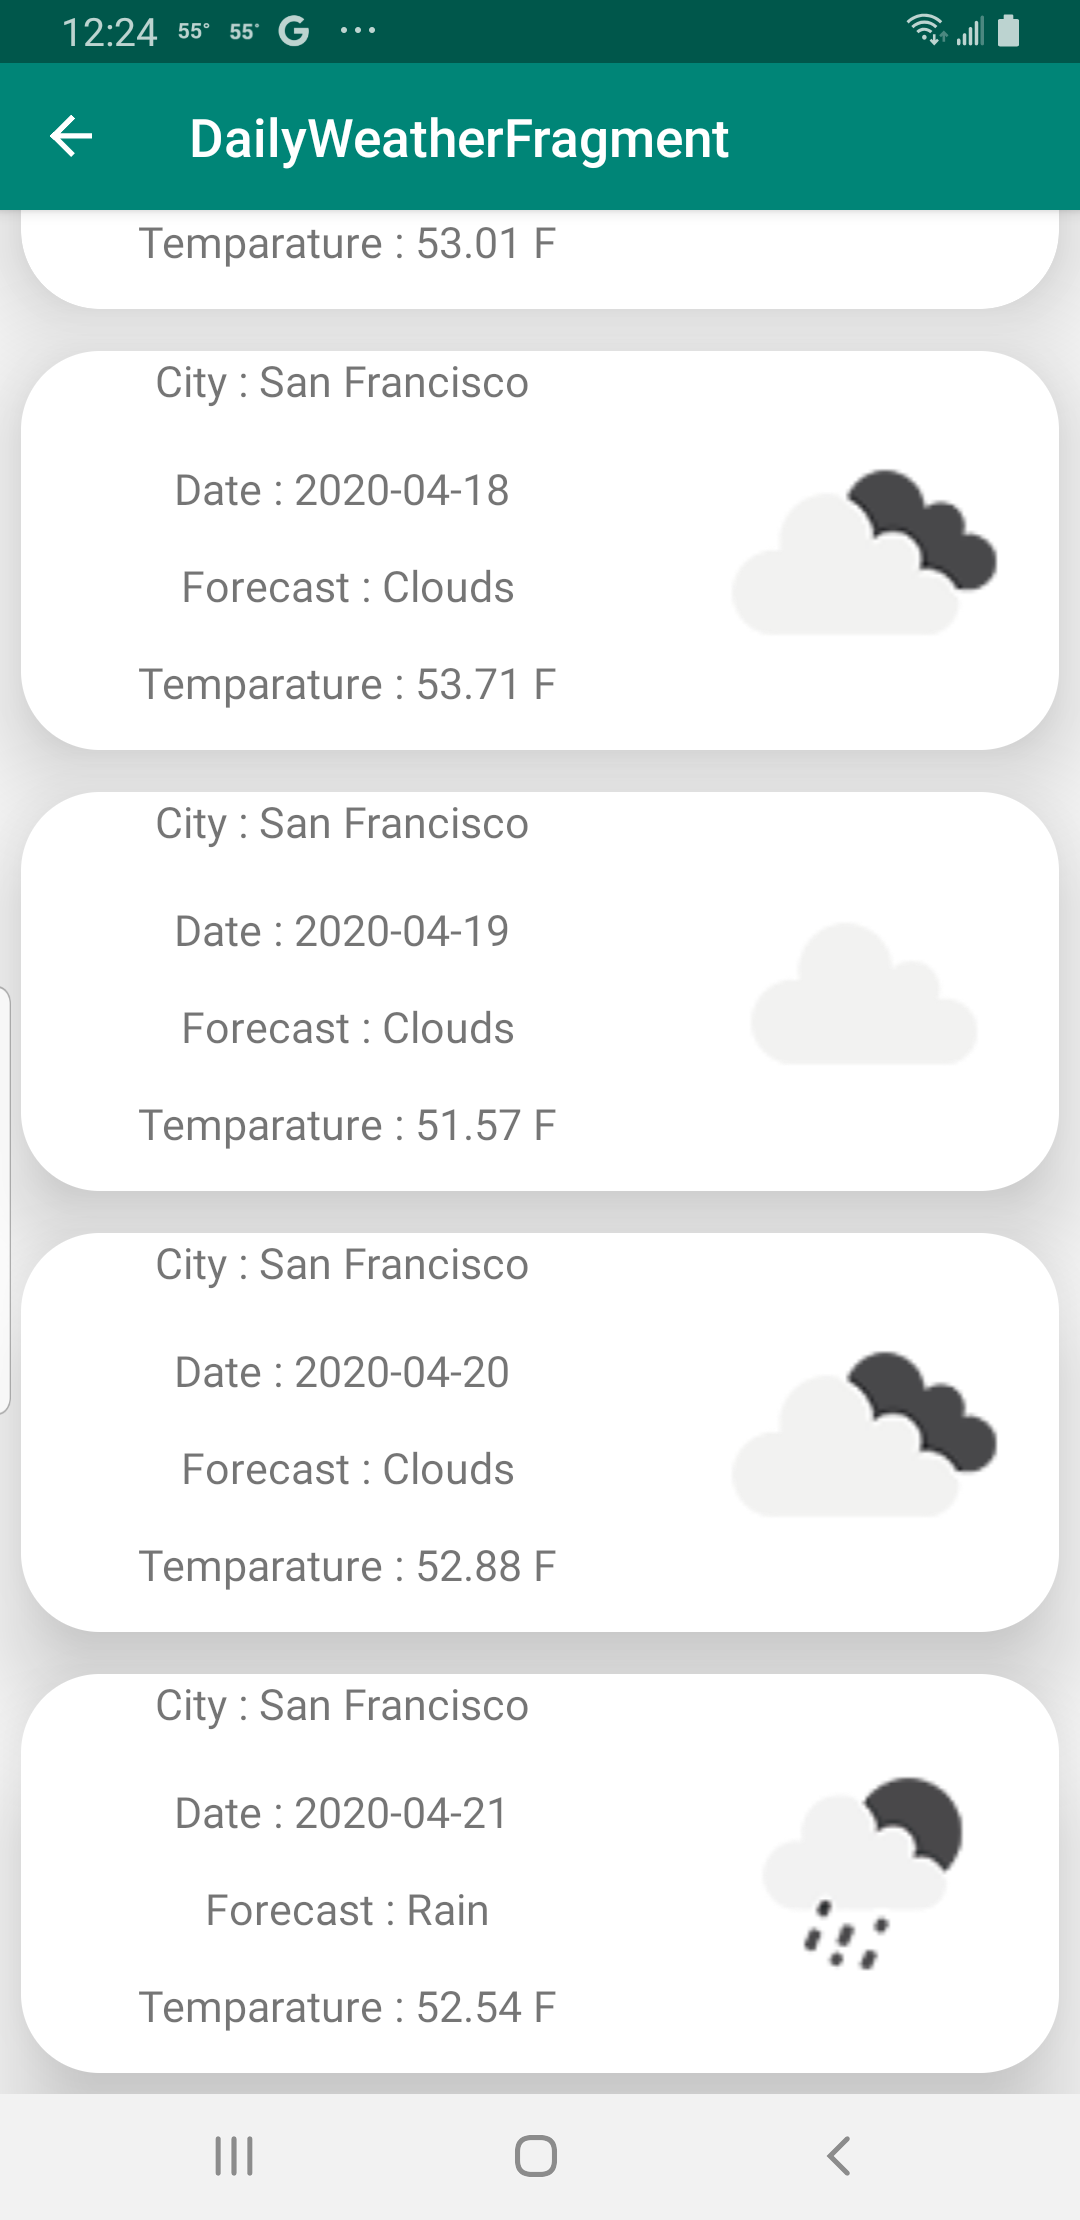 12:24 55° 55° G ...
DailyWeatherFragment
Temparature : 53.01 F
City : San Francisco
Date : 2020-04-18
Forecast : Clouds
Temparature : 53.71 F
City : San Francisco
Date : 2020-04-19
Forecast : Clouds
Temparature : 51.57 F
City : San Francisco
Date : 2020-04-20
Forecast : Clouds
Temparature : 52.88 F
City : San Francisco
Date : 2020-04-21
Forecast : Rain
Temparature : 52.54 F